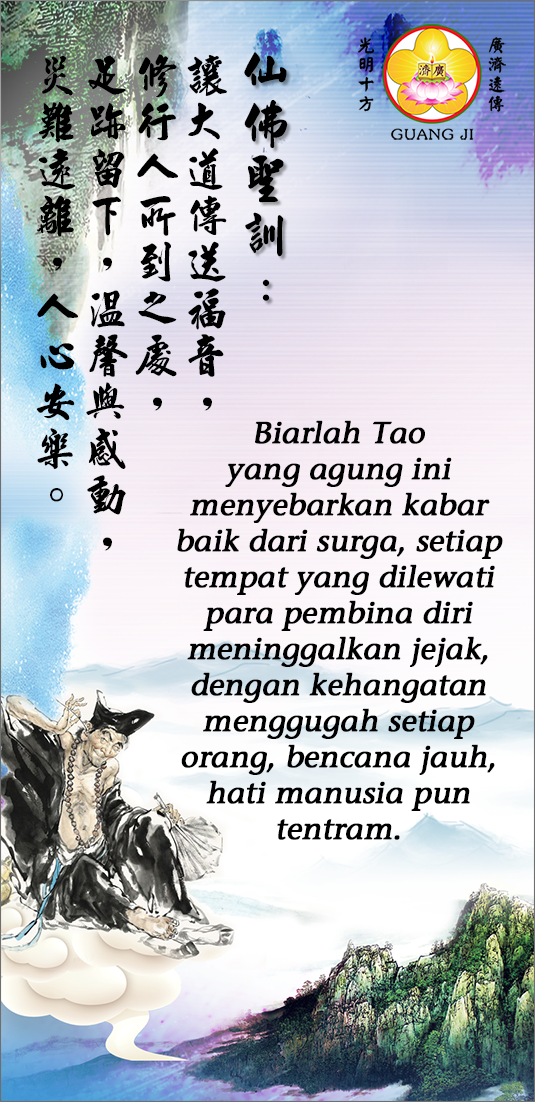 廣濟遠傳
光明十方
廣濟
GUANG JI
仙佛聖訓：
讓大道傳送福音，
修行人所到之處，
足跡留下，溫馨與感動，
災難遠離，人心安樂。
Biarlah Tao
yang agung ini
menyebarkan kabar
baik dari surga, setiap
tempat yang dilewati
para pembina diri
meninggalkan jejak,
dengan kehangatan
menggugah setiap
orang, bencana jauh,
hati manusia pun
tentram.